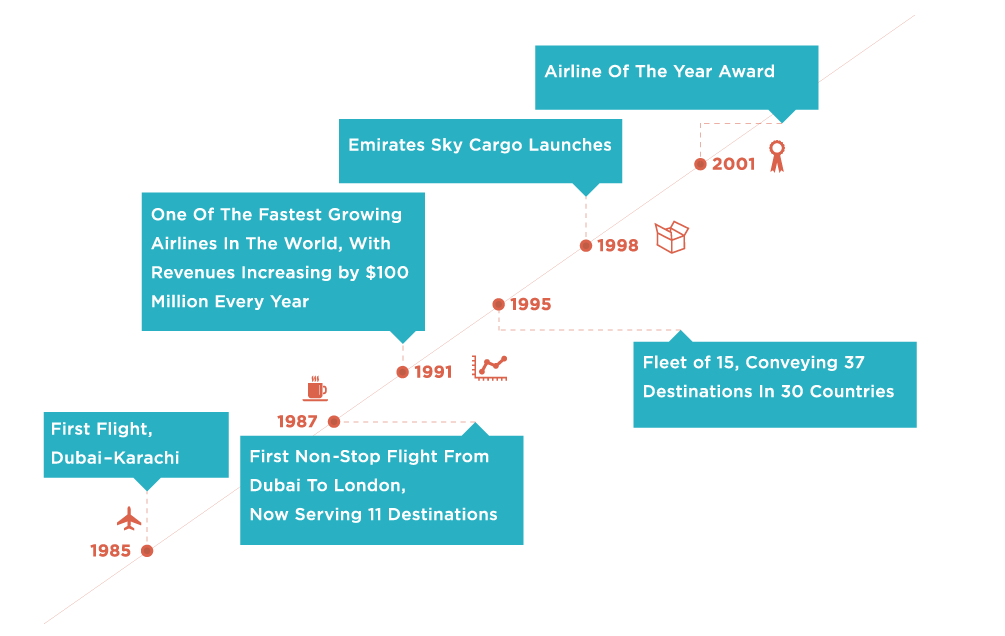 Airline Of The Year Award
2001
Emirates Sky Cargo Launches
1998
One Of The Fastest Growing
Airlines In The World, With
Revenues Increasing by $100
Million Every Year
1991
1995
Fleet of 15, Conveying 37
Destinations In 30 Countries
1987
First Non-Stop Flight From
Dubai To London,
Now Serving 11 Destinations
First Flight,
Dubai–Karachi
1985